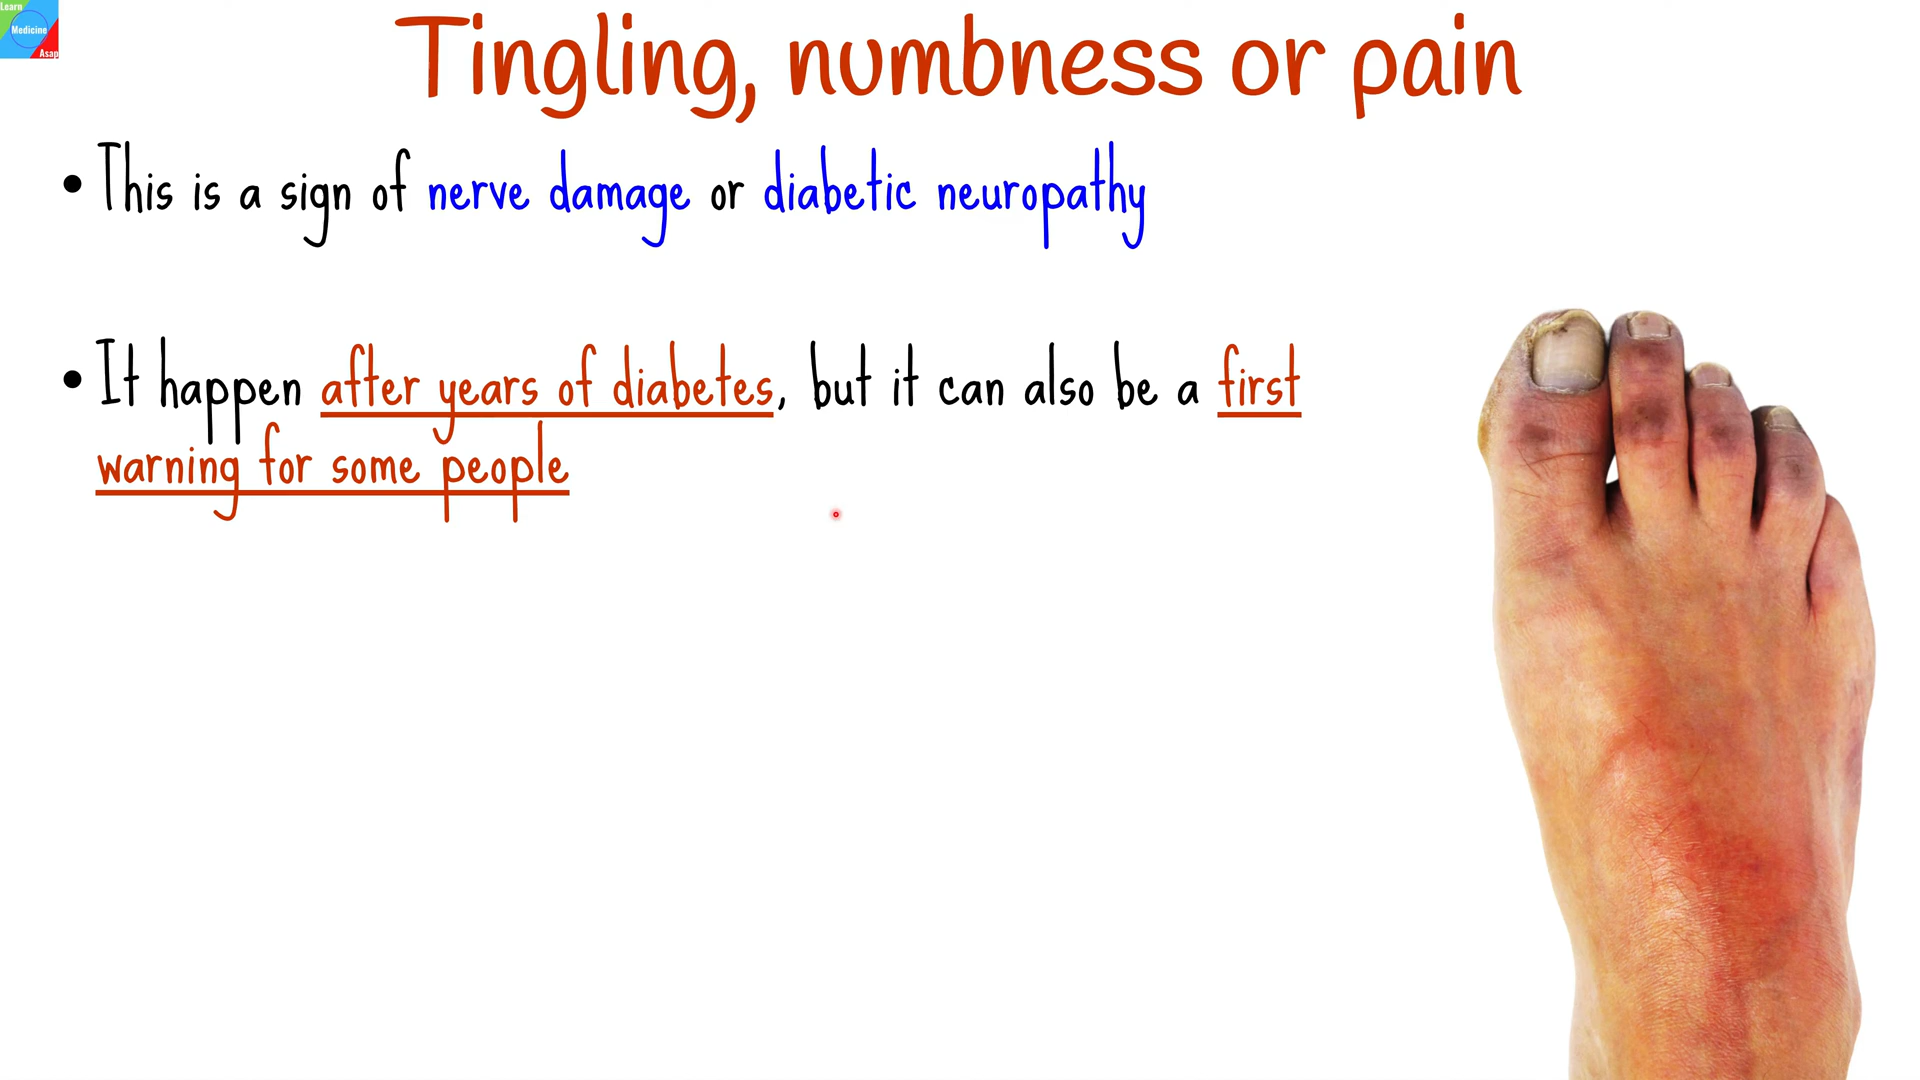 Learn
Medicine
Asap
Tingling, numbness or pain
• This is a sign of nerve damage or diabetic neuropathy
• It happen after years of diabetes, but it can also be a first
warning for some people